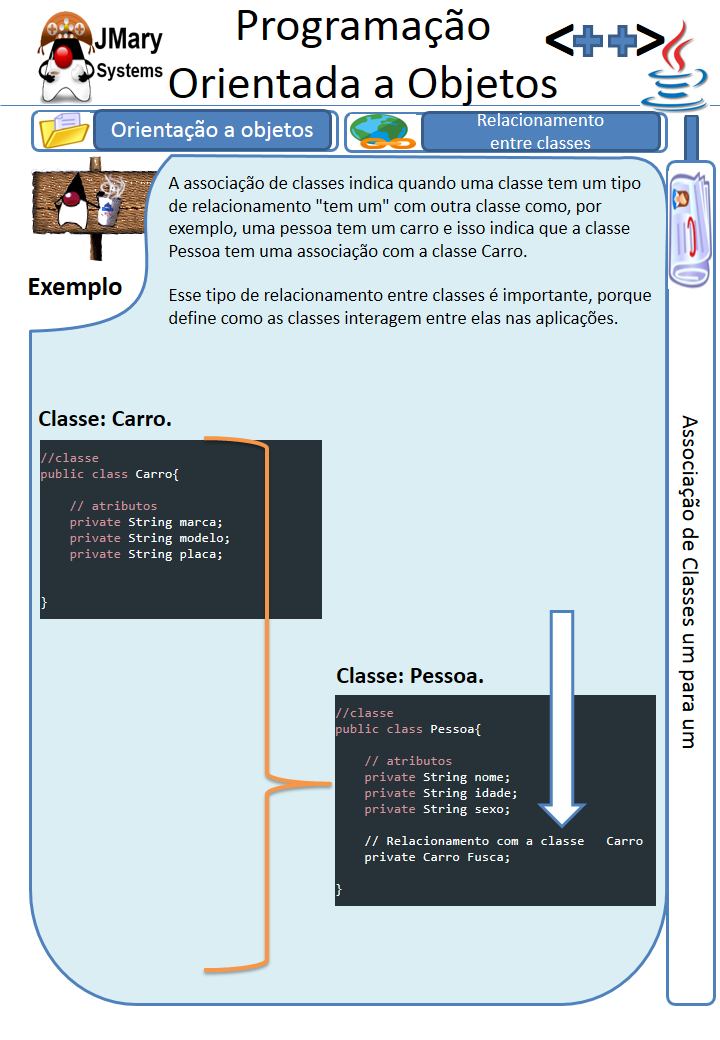 JMary
Systems
Programação
Orientada a Objetos
<++>
Orientação a objetos
Relacionamento
entre classes
A associação de classes indica quando uma classe tem um tipo
de relacionamento "tem um" com outra classe como, por
exemplo, uma pessoa tem um carro e isso indica que a classe
Pessoa tem uma associação com a classe Carro.
Exemplo
Esse tipo de relacionamento entre classes é importante, porque
define como as classes interagem entre elas nas aplicações.
Classe: Carro.
//classe
public class Carro{
// atributos
private String marca;
private String modelo;
private String placa;
}
Classe: Pessoa.
//classe
public class Pessoa{
// atributos
private String nome;
private String idade;
private String sexo;
// Relacionamento com a classe Carro
private Carro Fusca;
}
Associação de Classes um para um